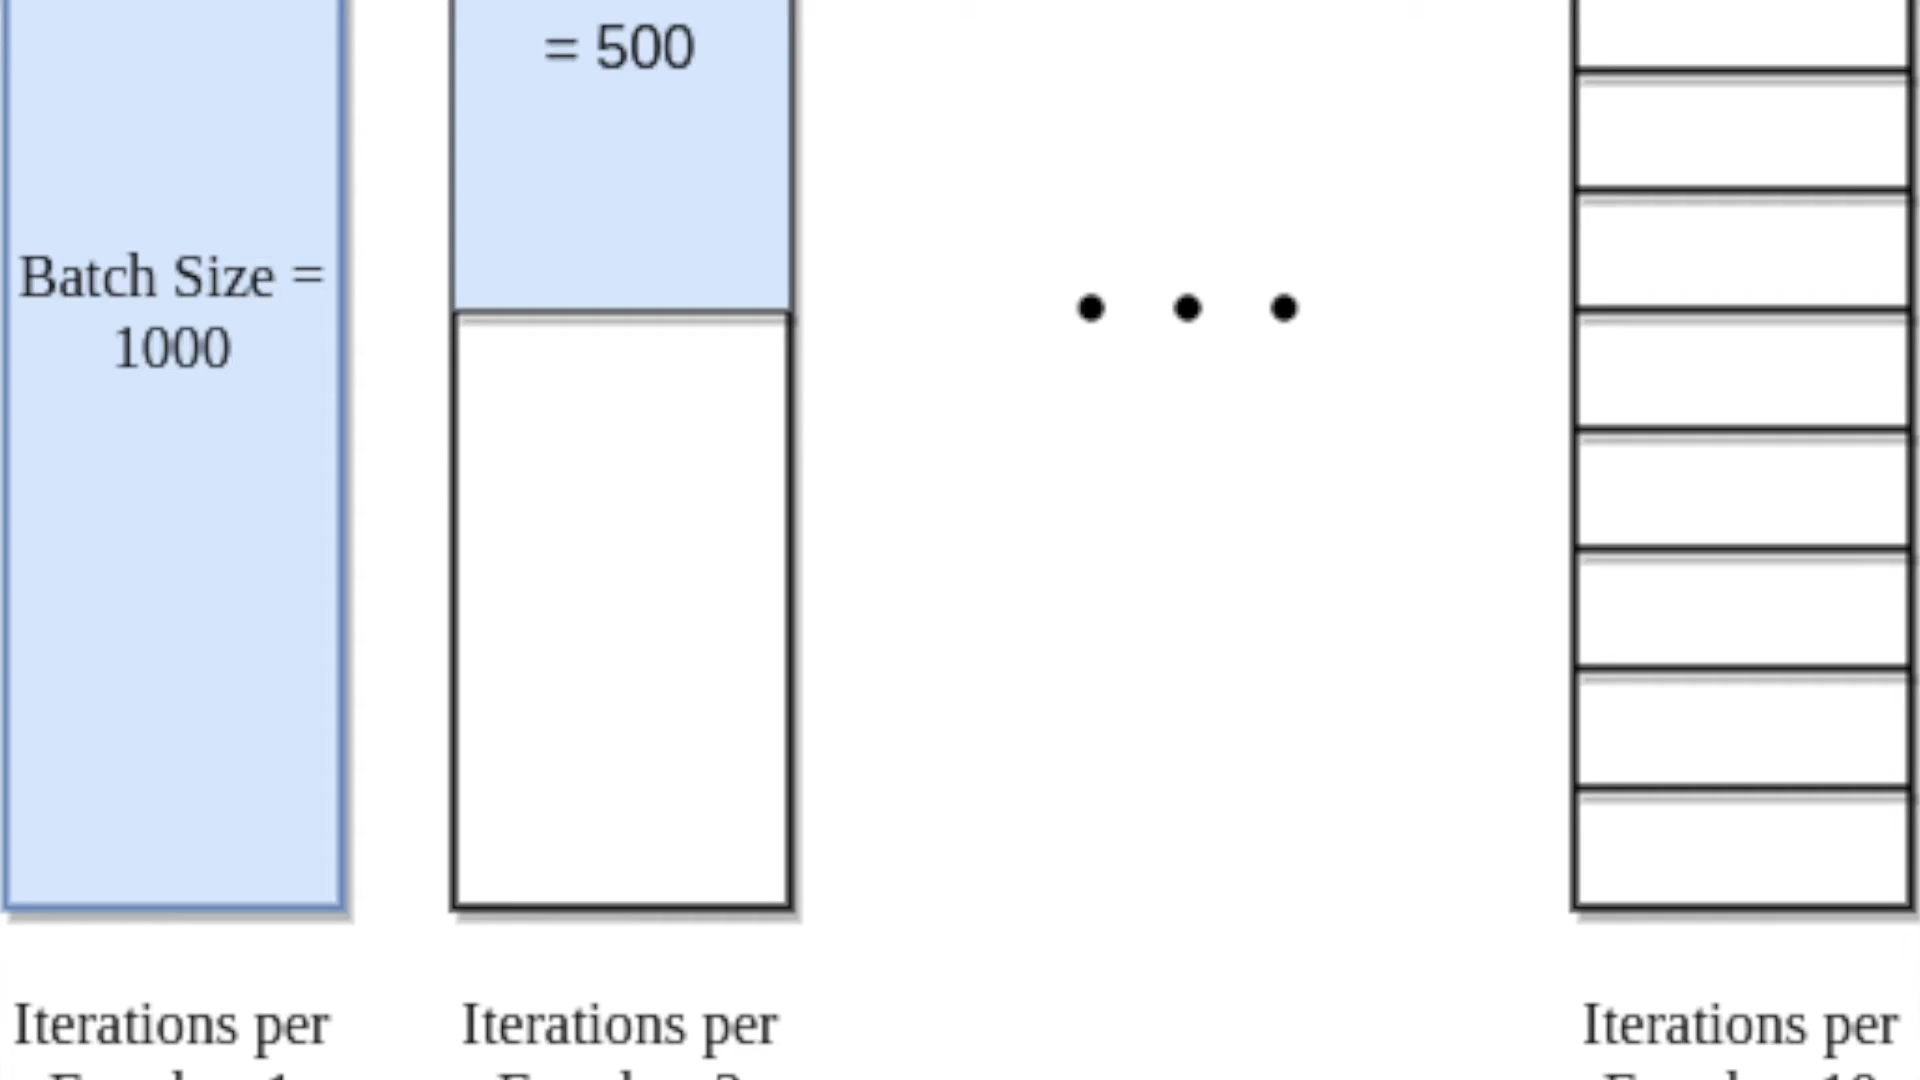 = 500
Batch Size =
1000
Iterations per
Iterations per
Iterations per